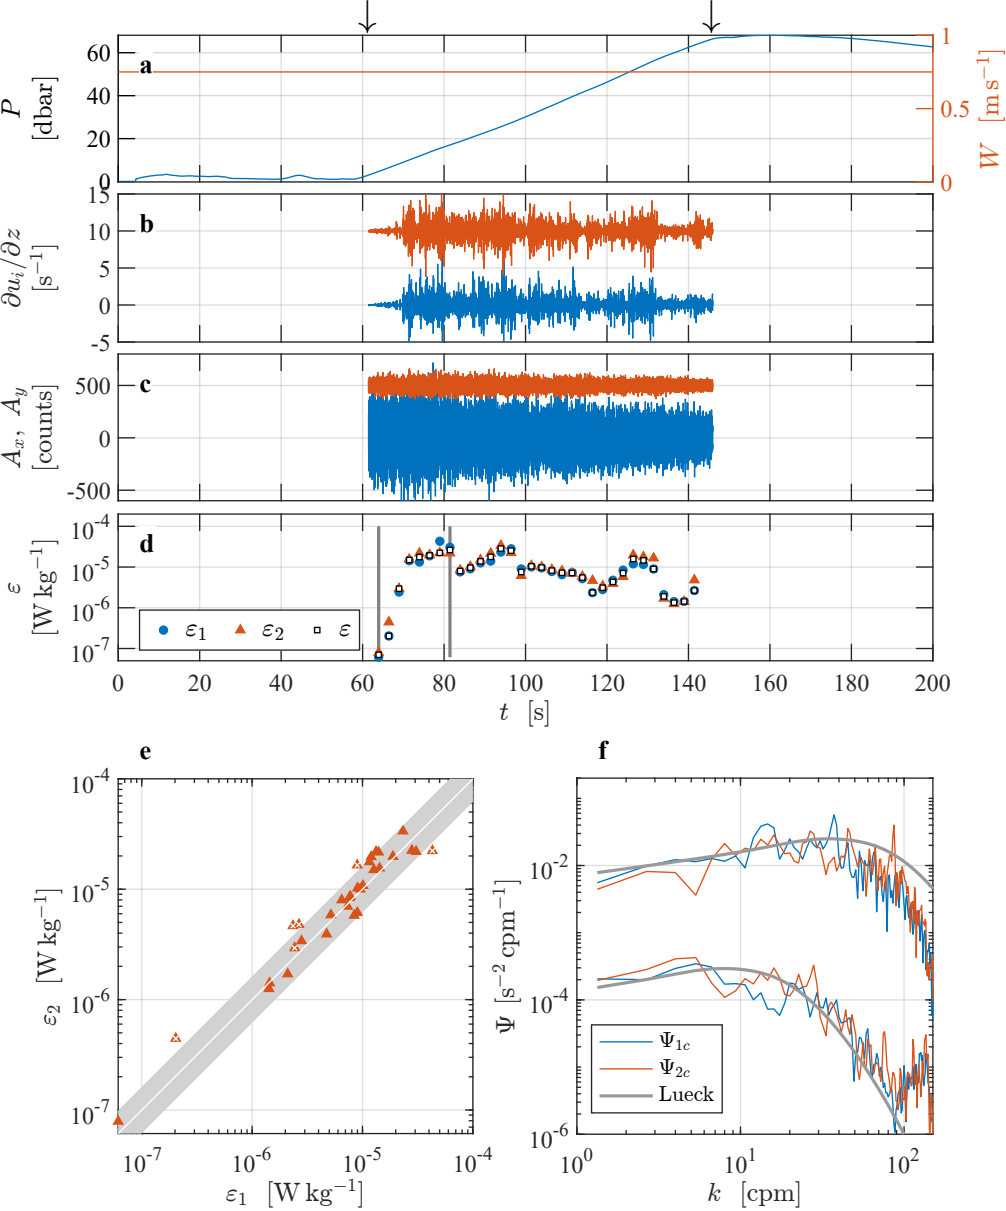 a
60
40
20
0
P
[dbar]
1
0.5
0
W [m s⁻¹]
b
15
10
5
0
-5
∂uᵢ/∂z
[s⁻¹]
c
500
0
-500
Aₓ, Aᵧ
[counts]
d
10⁻⁴
10⁻⁵
10⁻⁶
10⁻⁷
ε
[W kg⁻¹]
ε₁ ε₂ ε
0 20 40 60 80 100 120 140 160 180 200
t [s]
e
10⁻⁴
10⁻⁵
10⁻⁶
10⁻⁷
ε₂ [W kg⁻¹]
10⁻⁷ 10⁻⁶ 10⁻⁵ 10⁻⁴
ε₁ [W kg⁻¹]
f
10⁻²
10⁻⁴
10⁻⁶
Ψ [s⁻² cpm⁻¹]
Ψ₁c
Ψ₂c
Lueck
10⁰ 10¹ 10²
k [cpm]